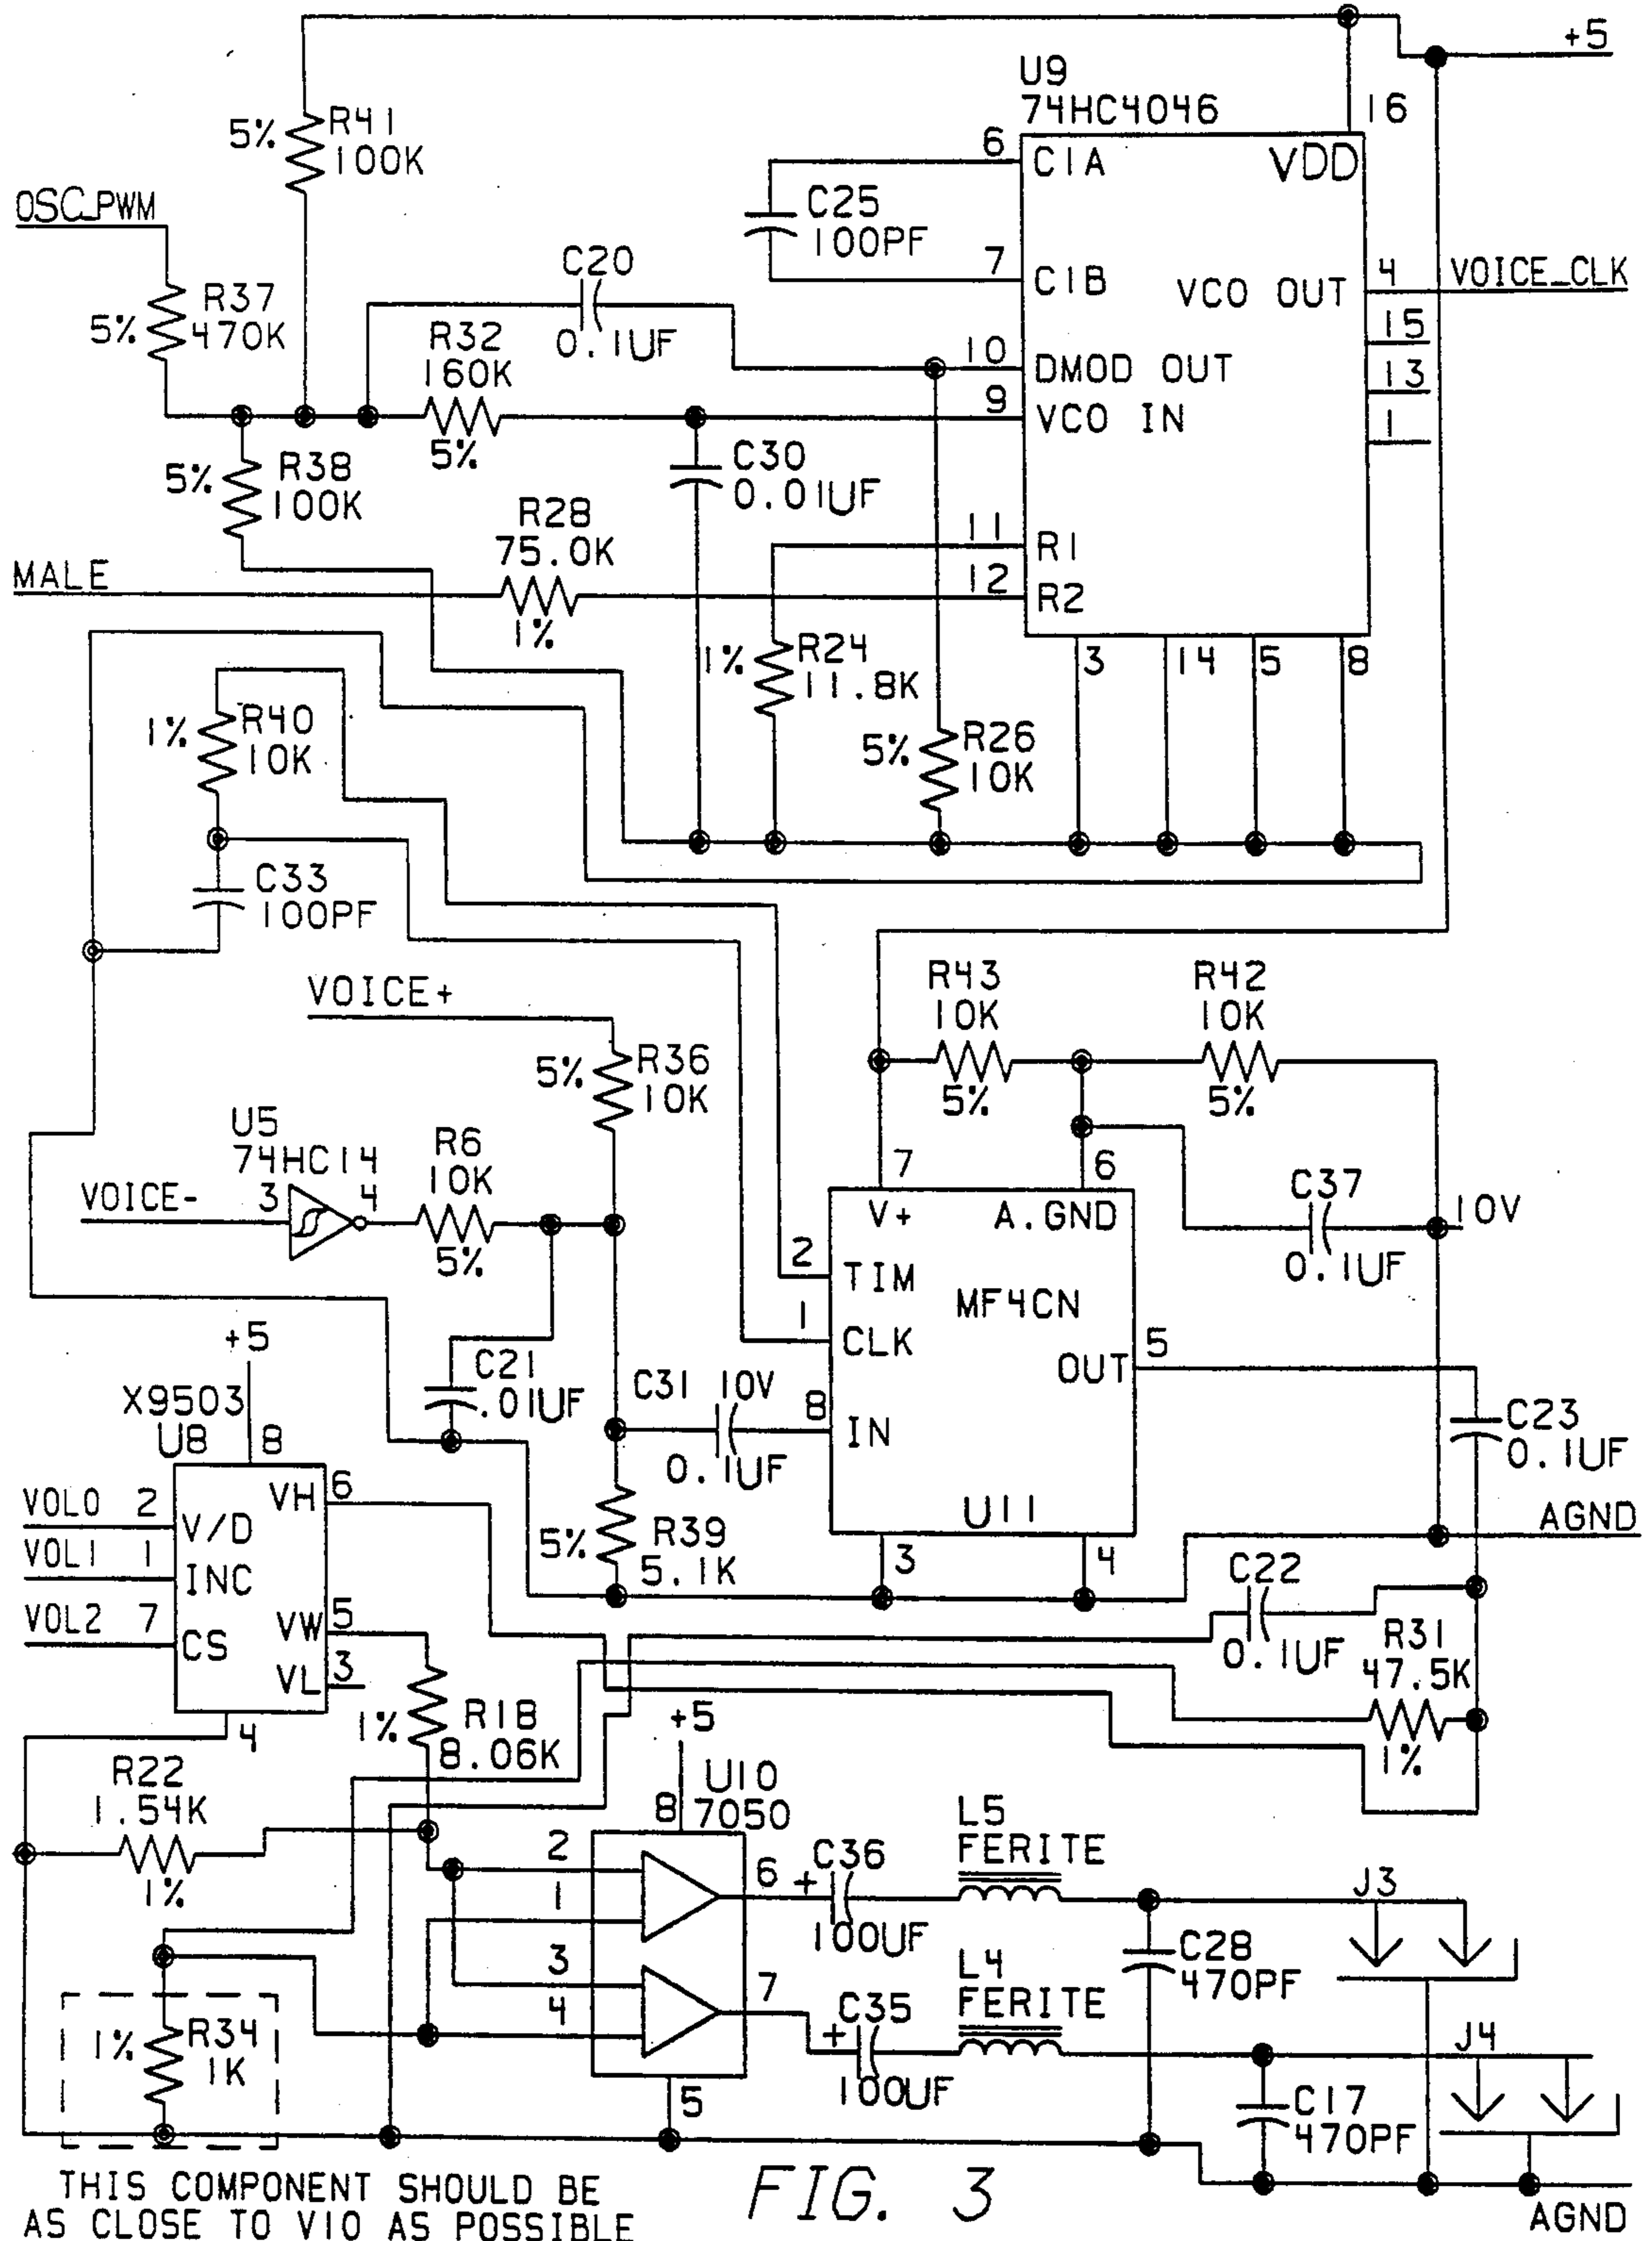 +5
U9
74HC4046
16
5%
R41
100K
6
C1A
VDD
OSC_PWM
C25
100PF
7
C1B
4
VOICE_CLK
VCO OUT
C20
0.1UF
R37
5%
470K
R32
160K
5%
15
10
DMOD OUT
13
9
VCO IN
1
5%
R38
100K
C30
0.01UF
R28
75.0K
1%
11
R1
MALE
12
R2
3
14
5
8
1%
R24
11.8K
1%
R40
10K
5%
R26
10K
C33
100PF
VOICE+
R43
10K
5%
R42
10K
5%
5%
R36
10K
U5
74HC14
R6
10K
5%
VOICE-
3
4
7
6
V+
A.GND
C37
0.1UF
10V
2
TIM
MF4CN
1
CLK
5
OUT
+5
X9503
U8
8
C21
.01UF
C31
10V
0.1UF
8
IN
C23
0.1UF
VH
6
VOL0
2
V/D
VOL1
1
INC
VOL2
7
CS
VW
5
VL
3
4
5%
R39
5.1K
U11
3
4
AGND
C22
0.1UF
R31
47.5K
1%
1%
R18
8.06K
R22
1.54K
1%
+5
U10
8
7050
2
1
6
+
C36
100UF
L5
FERITE
J3
3
4
7
+
C35
100UF
L4
FERITE
C28
470PF
J4
1%
R34
1K
5
C17
470PF
THIS COMPONENT SHOULD BE
AS CLOSE TO V10 AS POSSIBLE
FIG. 3
AGND